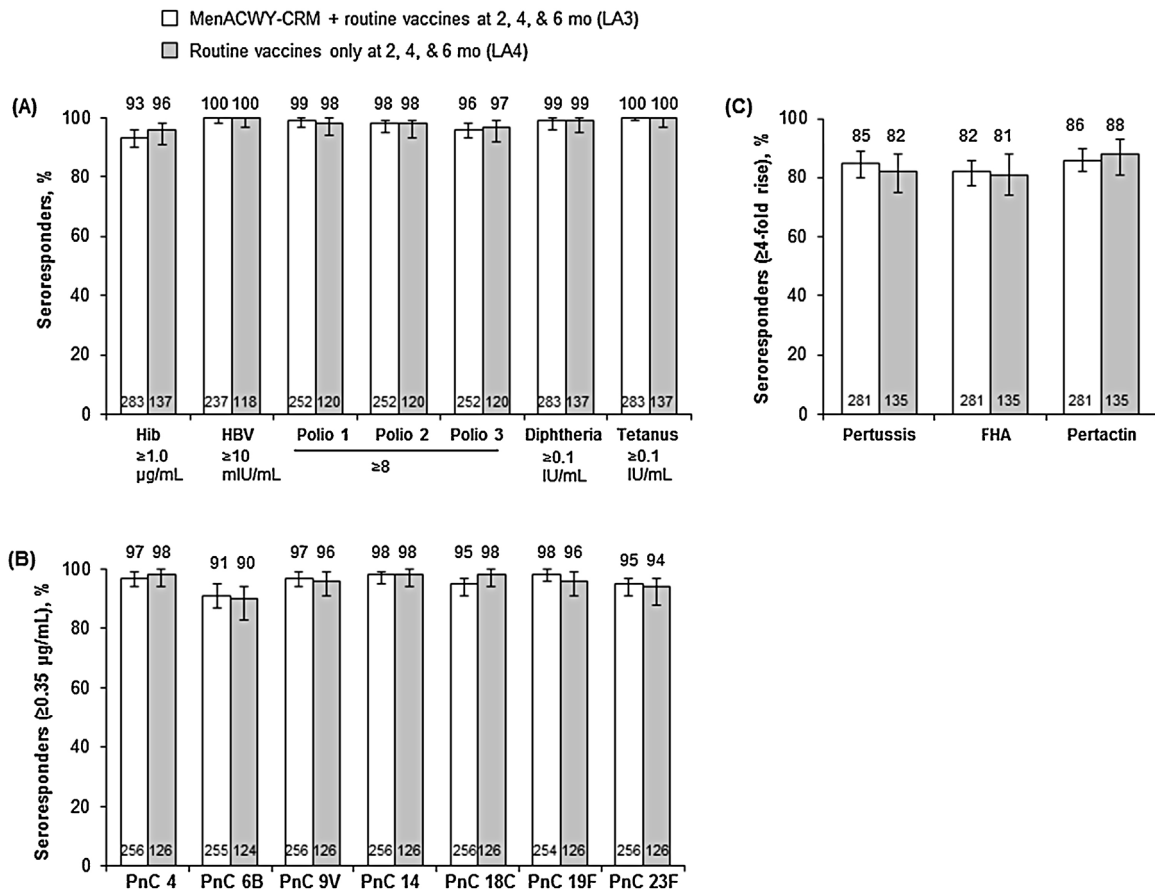 MenACWY-CRM + routine vaccines at 2, 4, & 6 mo (LA3)
Routine vaccines only at 2, 4, & 6 mo (LA4)
(A)
Seroresponders, %
100
80
60
40
20
0
93 96 100 100 99 98 98 98 96 97 99 99 100 100
283 137 237 118 252 120 252 120 252 120 283 137 283 137
Hib HBV Polio 1 Polio 2 Polio 3 Diphtheria Tetanus
≥1.0 ≥10 ≥8 ≥0.1 ≥0.1
µg/mL mIU/mL IU/mL IU/mL
(C)
Seroresponders (≥4-fold rise), %
100
80
60
40
20
0
85 82 82 81 86 88
281 135 281 135 281 135
Pertussis FHA Pertactin
(B)
Seroresponders (≥0.35 µg/mL), %
100
80
60
40
20
0
97 98 91 90 97 96 98 98 95 98 98 96 95 94
256 126 255 124 256 126 256 126 256 126 254 126 256 126
PnC 4 PnC 6B PnC 9V PnC 14 PnC 18C PnC 19F PnC 23F